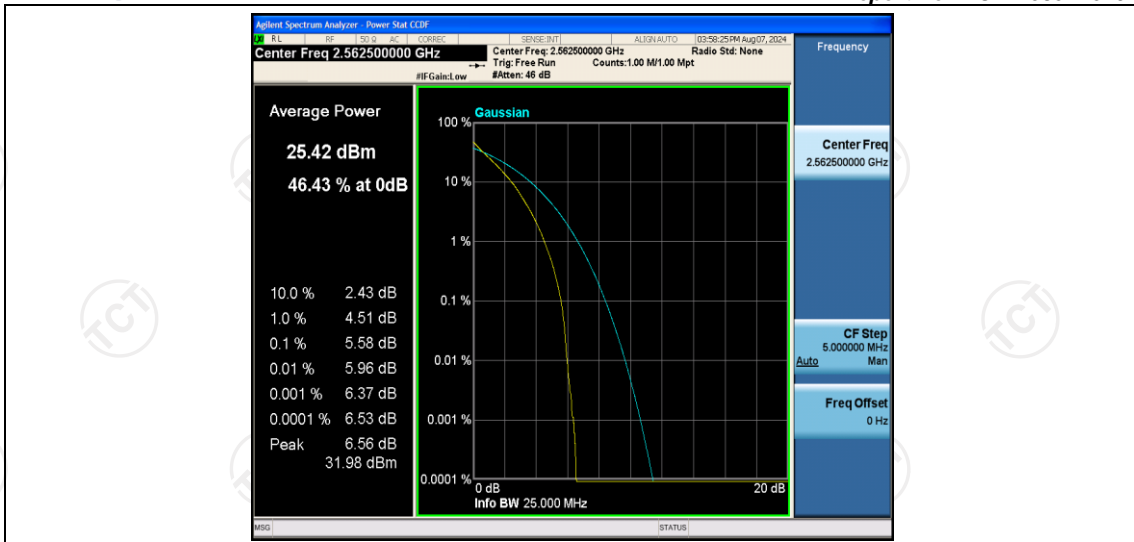 Agilent Spectrum Analyzer - Power Stat CCDF
RL RF 50 Ω AC CORREC SENSE:INT ALIGN AUTO 03:58:25 PM Aug 07, 2024
Center Freq 2.562500000 GHz
Center Freq: 2.562500000 GHz Radio Std: None
Trig: Free Run Counts:1.00 M/1.00 Mpt
#IFGain:Low #Atten: 46 dB
Frequency
Average Power
25.42 dBm
46.43 % at 0dB
10.0 % 2.43 dB
1.0 % 4.51 dB
0.1 % 5.58 dB
0.01 % 5.96 dB
0.001 % 6.37 dB
0.0001 % 6.53 dB
Peak 6.56 dB
31.98 dBm
Gaussian
100 %
10 %
1 %
0.1 %
0.01 %
0.001 %
0.0001 %
0 dB 20 dB
Info BW 25.000 MHz
Center Freq
2.562500000 GHz
CF Step
5.000000 MHz
Auto Man
Freq Offset
0 Hz
MSG STATUS
TCT
TCT